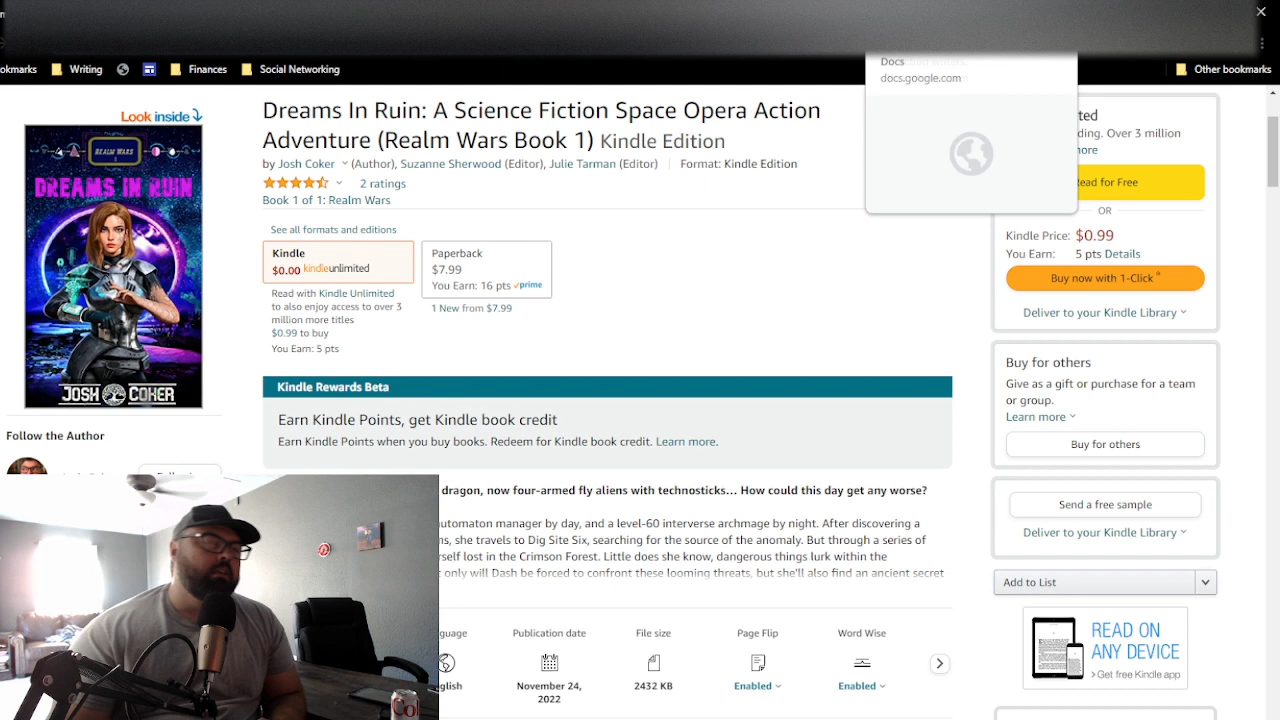 okmarks Writing Finances Social Networking Other bookmarks
Docs
docs.google.com
Look inside
REALM WARS
DREAMS IN RUIN
JOSH COKER
Dreams In Ruin: A Science Fiction Space Opera Action
Adventure (Realm Wars Book 1) Kindle Edition
by Josh Coker (Author), Suzanne Sherwood (Editor), Julie Tarman (Editor) Format: Kindle Edition
2 ratings
Book 1 of 1: Realm Wars
See all formats and editions
Kindle
$0.00 kindleunlimited
Read with Kindle Unlimited
to also enjoy access to over 3
million more titles
$0.99 to buy
You Earn: 5 pts
Paperback
$7.99
You Earn: 16 pts prime
1 New from $7.99
Kindle Rewards Beta
Earn Kindle Points, get Kindle book credit
Earn Kindle Points when you buy books. Redeem for Kindle book credit. Learn more.
Follow the Author
dragon, now four-armed fly aliens with technosticks... How could this day get any worse?
utomaton manager by day, and a level-60 interverse archmage by night. After discovering a
ns, she travels to Dig Site Six, searching for the source of the anomaly. But through a series of
rself lost in the Crimson Forest. Little does she know, dangerous things lurk within the
only will Dash be forced to confront these looming threats, but she'll also find an ancient secret
guage
glish
Publication date
November 24,
2022
File size
2432 KB
Page Flip
Enabled
Word Wise
Enabled
ted
ding. Over 3 million
ore
ead for Free
OR
Kindle Price: $0.99
You Earn: 5 pts Details
Buy now with 1-Click
Deliver to your Kindle Library
Buy for others
Give as a gift or purchase for a team
or group.
Learn more
Buy for others
Send a free sample
Deliver to your Kindle Library
Add to List
READ ON
ANY DEVICE
>Get free Kindle app